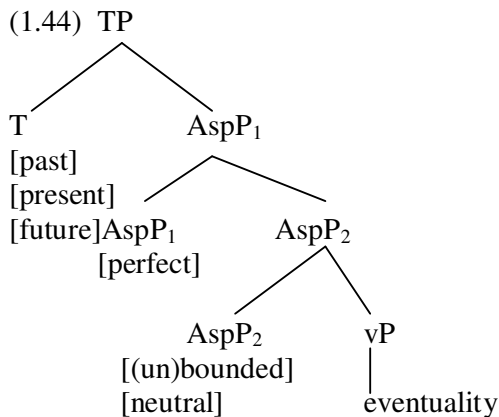 (1.44) TP
T AspP₁
[past]
[present]
[future]AspP₁ AspP₂
[perfect]
AspP₂ vP
[(un)bounded]
[neutral] eventuality